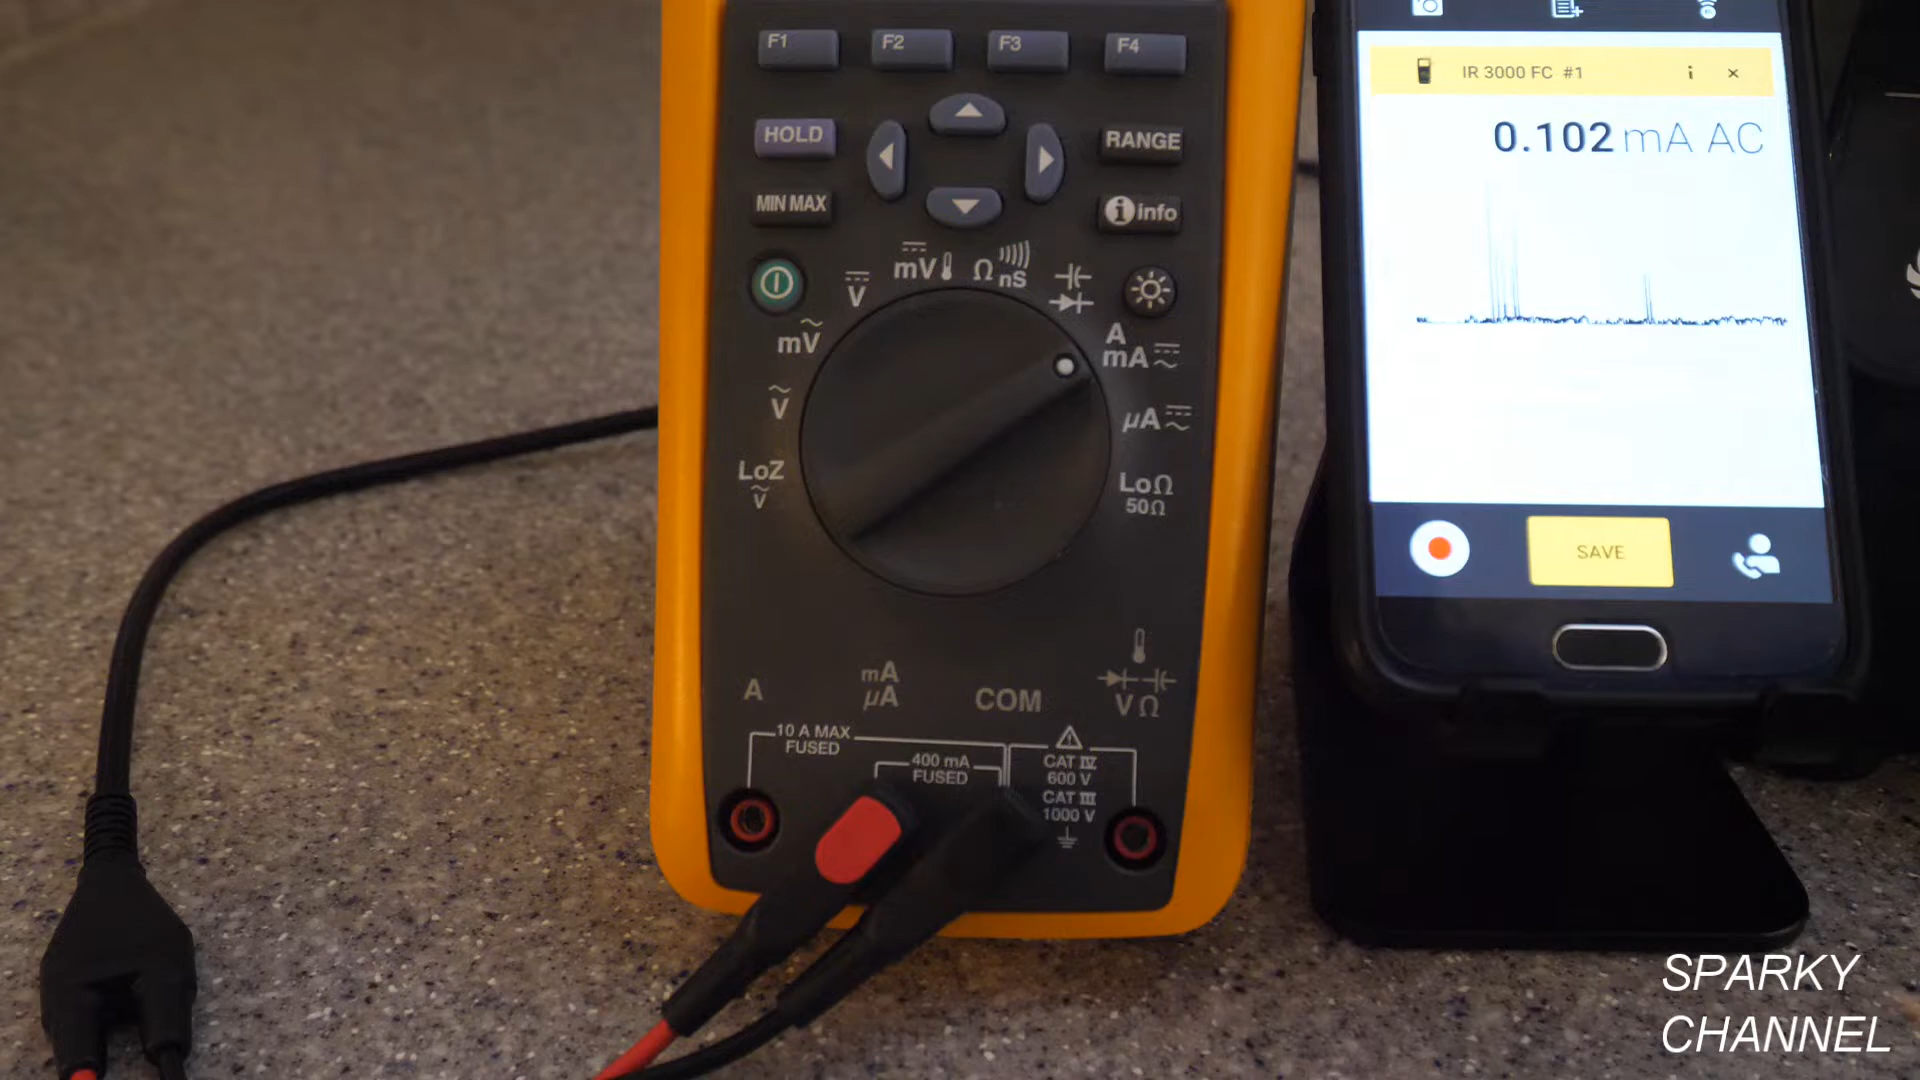 F1 F2 F3 F4
HOLD RANGE
MIN MAX info
mV Ω nS
V
mV A
mA
V µA
LoZ
V
LoΩ
50Ω
A mA
µA COM V Ω
10 A MAX
FUSED
400 mA
FUSED
CAT IV
600 V
CAT III
1000 V
IR 3000 FC #1 i ×
0.102 mA AC
SAVE
SPARKY
CHANNEL